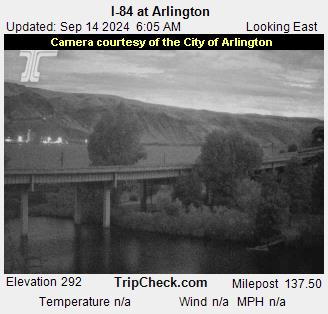 I-84 at Arlington
Updated: Sep 14 2024 6:05 AM Looking East
Camera courtesy of the City of Arlington
Elevation 292 TripCheck.com Milepost 137.50
Temperature n/a Wind n/a MPH n/a